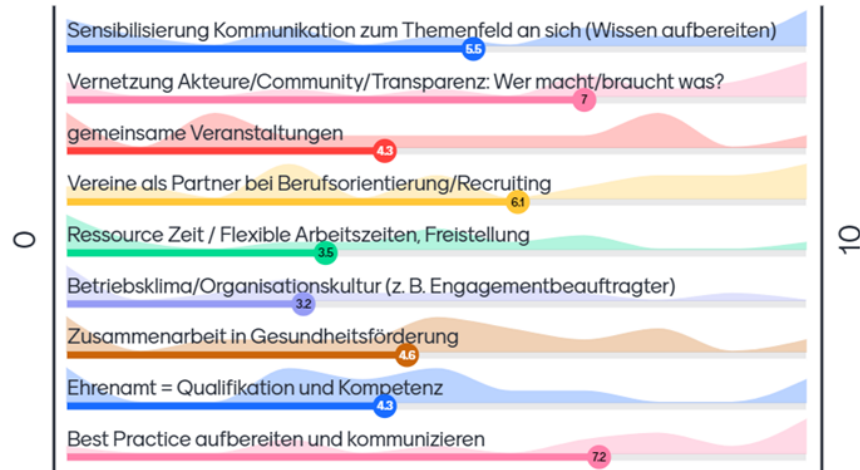 Sensibilisierung Kommunikation zum Themenfeld an sich (Wissen aufbereiten)
5.5
Vernetzung Akteure/Community/Transparenz: Wer macht/braucht was?
7
gemeinsame Veranstaltungen
4.3
Vereine als Partner bei Berufsorientierung/Recruiting
6.1
0
Ressource Zeit / Flexible Arbeitszeiten, Freistellung
10
3.5
Betriebsklima/Organisationskultur (z. B. Engagementbeauftragter)
3.2
Zusammenarbeit in Gesundheitsförderung
4.6
Ehrenamt = Qualifikation und Kompetenz
4.3
Best Practice aufbereiten und kommunizieren
7.2